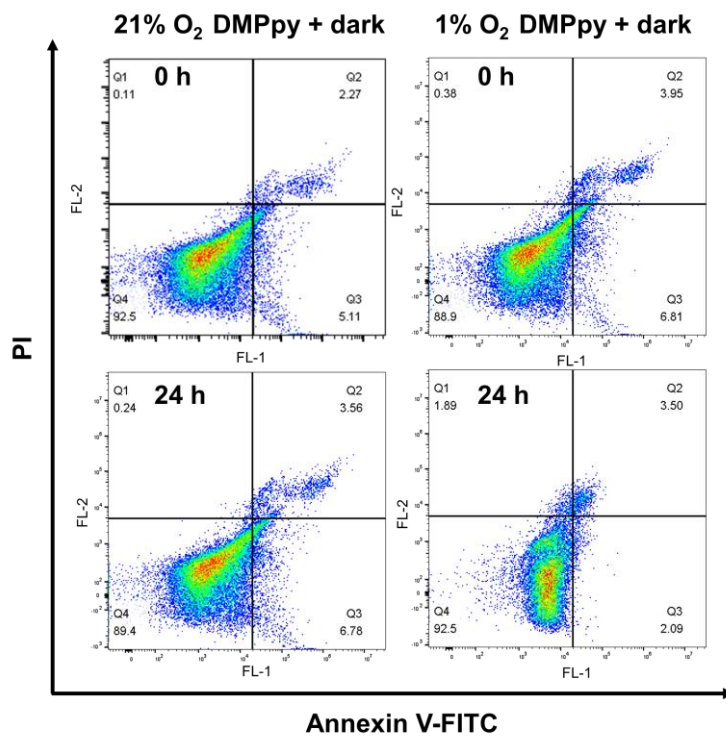 21% O₂ DMPpy + dark
1% O₂ DMPpy + dark
0 h
Q1
0.11
Q2
2.27
Q4
92.5
Q3
5.11
FL-2
FL-1
0 h
Q1
0.38
Q2
3.95
Q4
88.9
Q3
6.81
FL-2
FL-1
24 h
Q1
0.24
Q2
3.56
Q4
89.4
Q3
6.78
FL-2
FL-1
24 h
Q1
1.89
Q2
3.50
Q4
92.5
Q3
2.09
FL-2
FL-1
PI
Annexin V-FITC